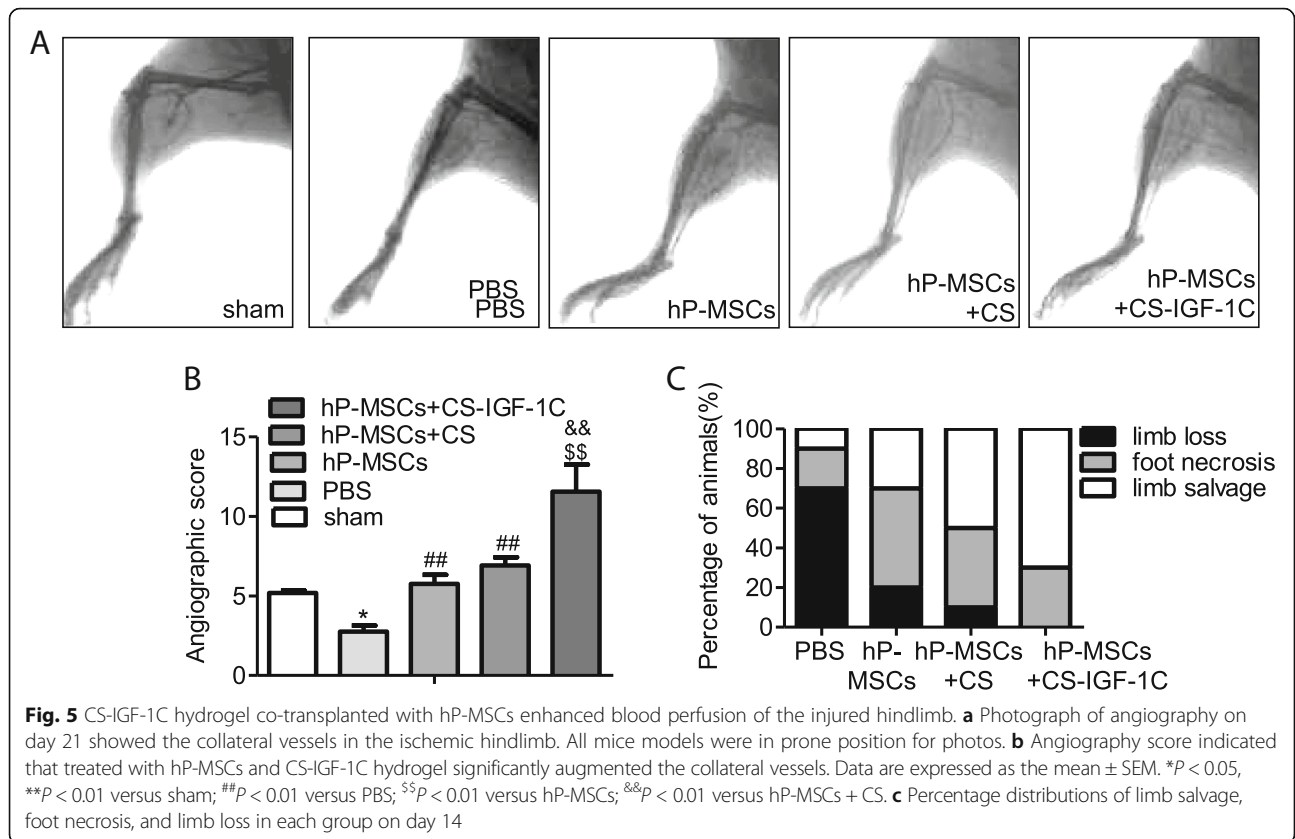 A
sham
PBS
PBS
hP-MSCs
hP-MSCs
+CS
hP-MSCs
+CS-IGF-1C
B
hP-MSCs+CS-IGF-1C
hP-MSCs+CS
hP-MSCs
PBS
sham
Angiographic score
15
10
5
0
*
##
##
&&
$$
C
Percentage of animals(%)
100
80
60
40
20
0
PBS
hP-
MSCs
hP-MSCs
+CS
hP-MSCs
+CS-IGF-1C
limb loss
foot necrosis
limb salvage
Fig. 5 CS-IGF-1C hydrogel co-transplanted with hP-MSCs enhanced blood perfusion of the injured hindlimb. a Photograph of angiography on
day 21 showed the collateral vessels in the ischemic hindlimb. All mice models were in prone position for photos. b Angiography score indicated
that treated with hP-MSCs and CS-IGF-1C hydrogel significantly augmented the collateral vessels. Data are expressed as the mean ± SEM. *P < 0.05,
**P < 0.01 versus sham; ##P < 0.01 versus PBS; $$P < 0.01 versus hP-MSCs; &&P < 0.01 versus hP-MSCs + CS. c Percentage distributions of limb salvage,
foot necrosis, and limb loss in each group on day 14